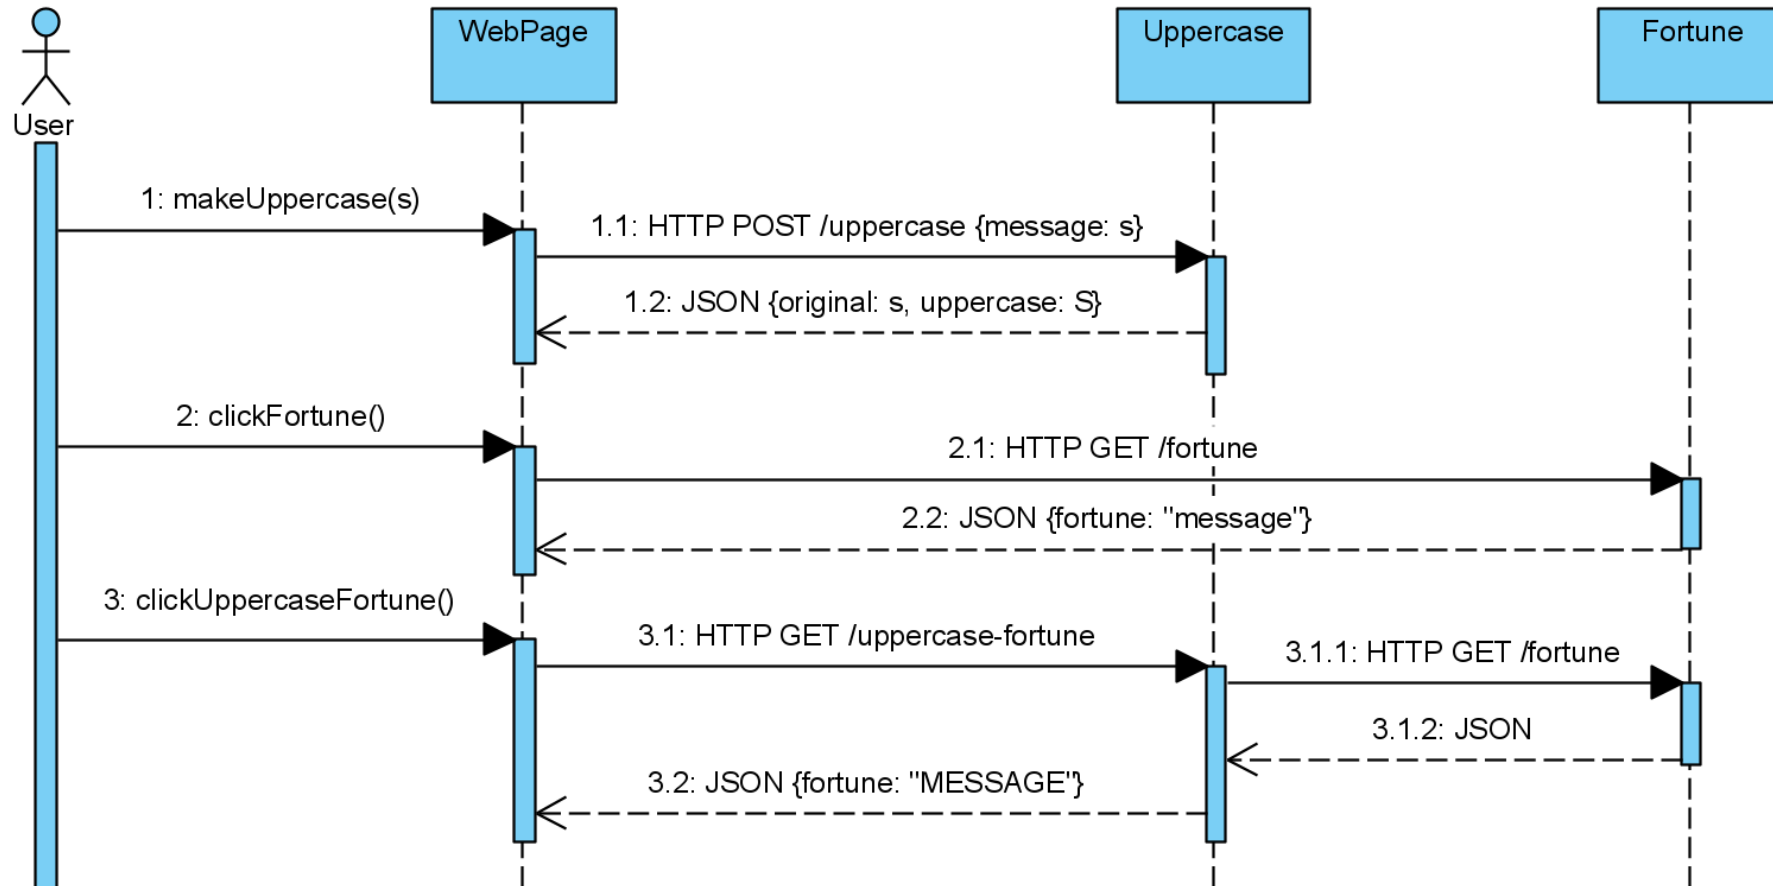 WebPage
Uppercase
Fortune
User
1: makeUppercase(s)
1.1: HTTP POST /uppercase {message: s}
1.2: JSON {original: s, uppercase: S}
2: clickFortune()
2.1: HTTP GET /fortune
2.2: JSON {fortune: "message"}
3: clickUppercaseFortune()
3.1: HTTP GET /uppercase-fortune
3.1.1: HTTP GET /fortune
3.1.2: JSON
3.2: JSON {fortune: "MESSAGE"}